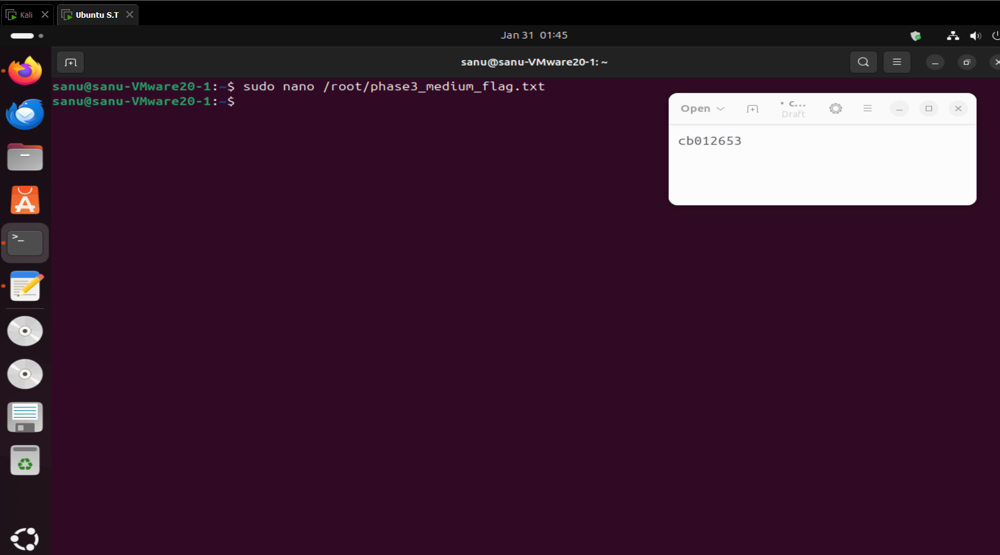 Kali
Ubuntu S.T
Jan 31 01:45
sanu@sanu-VMware20-1: ~
sanu@sanu-VMware20-1:~$ sudo nano /root/phase3_medium_flag.txt
sanu@sanu-VMware20-1:~$
Open
• c...
Draft
cb012653
>_